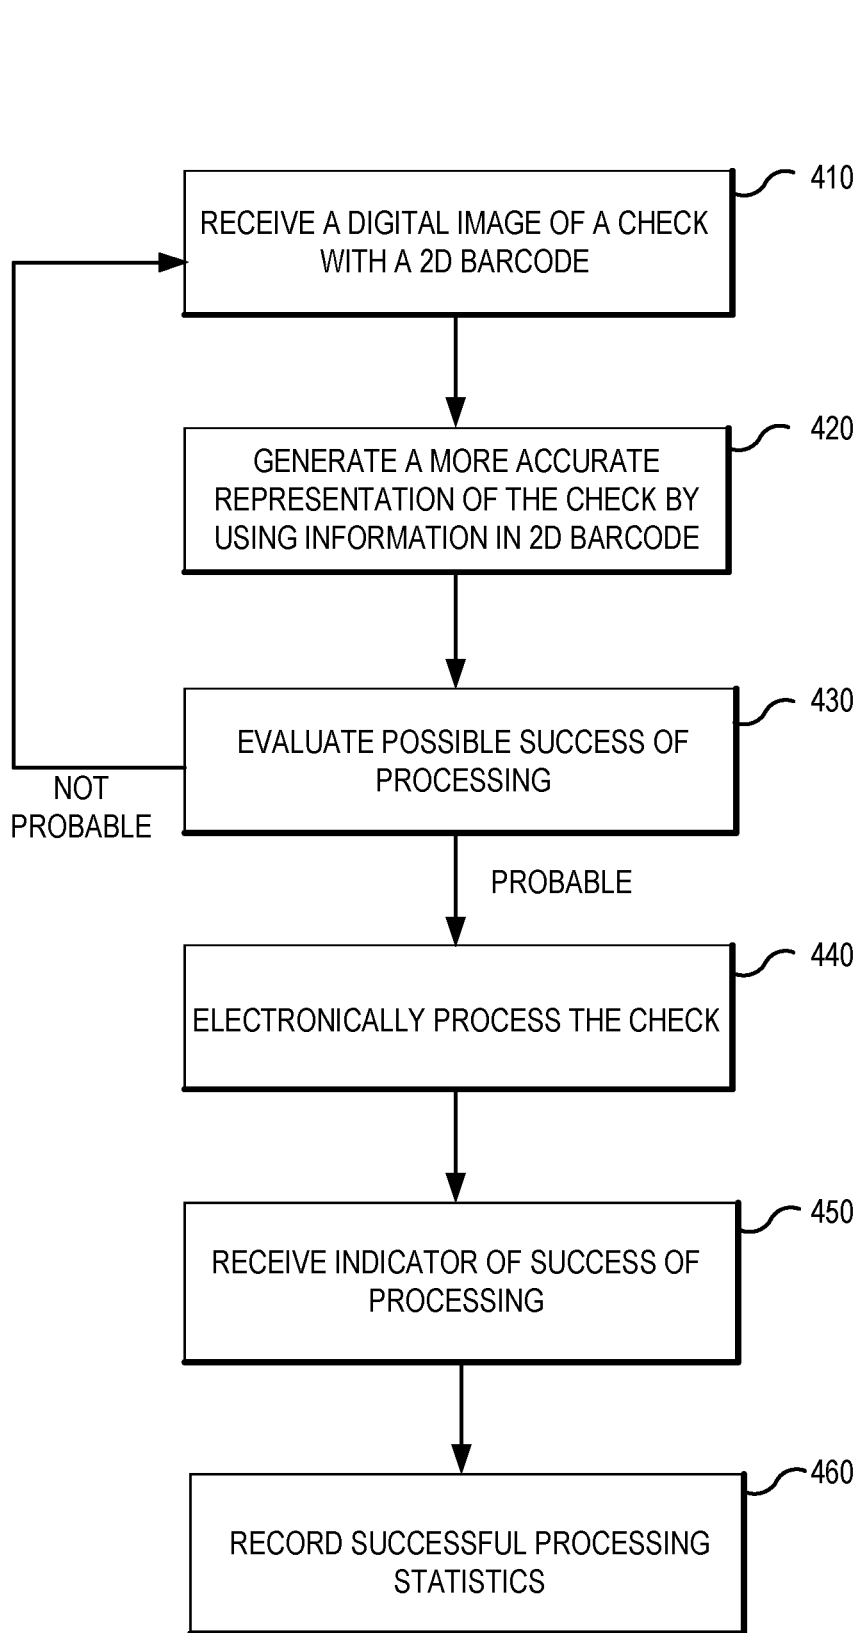 410
RECEIVE A DIGITAL IMAGE OF A CHECK
WITH A 2D BARCODE
420
GENERATE A MORE ACCURATE
REPRESENTATION OF THE CHECK BY
USING INFORMATION IN 2D BARCODE
430
EVALUATE POSSIBLE SUCCESS OF
PROCESSING
NOT
PROBABLE
PROBABLE
440
ELECTRONICALLY PROCESS THE CHECK
450
RECEIVE INDICATOR OF SUCCESS OF
PROCESSING
460
RECORD SUCCESSFUL PROCESSING
STATISTICS